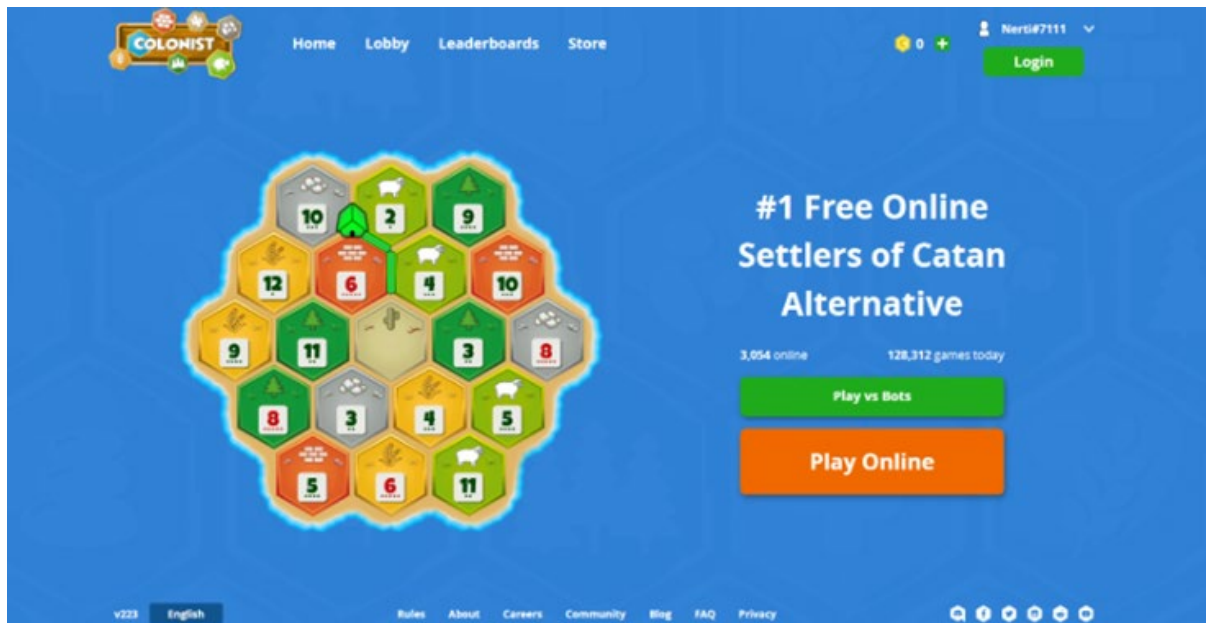 COLONIST
Home Lobby Leaderboards Store
0 +
Nerti#7111
Login
10 2 9
12 6 4 10
9 11 3 8
8 3 4 5
5 6 11
#1 Free Online
Settlers of Catan
Alternative
3,054 online 128,312 games today
Play vs Bots
Play Online
v223 English Rules About Careers Community Blog FAQ Privacy